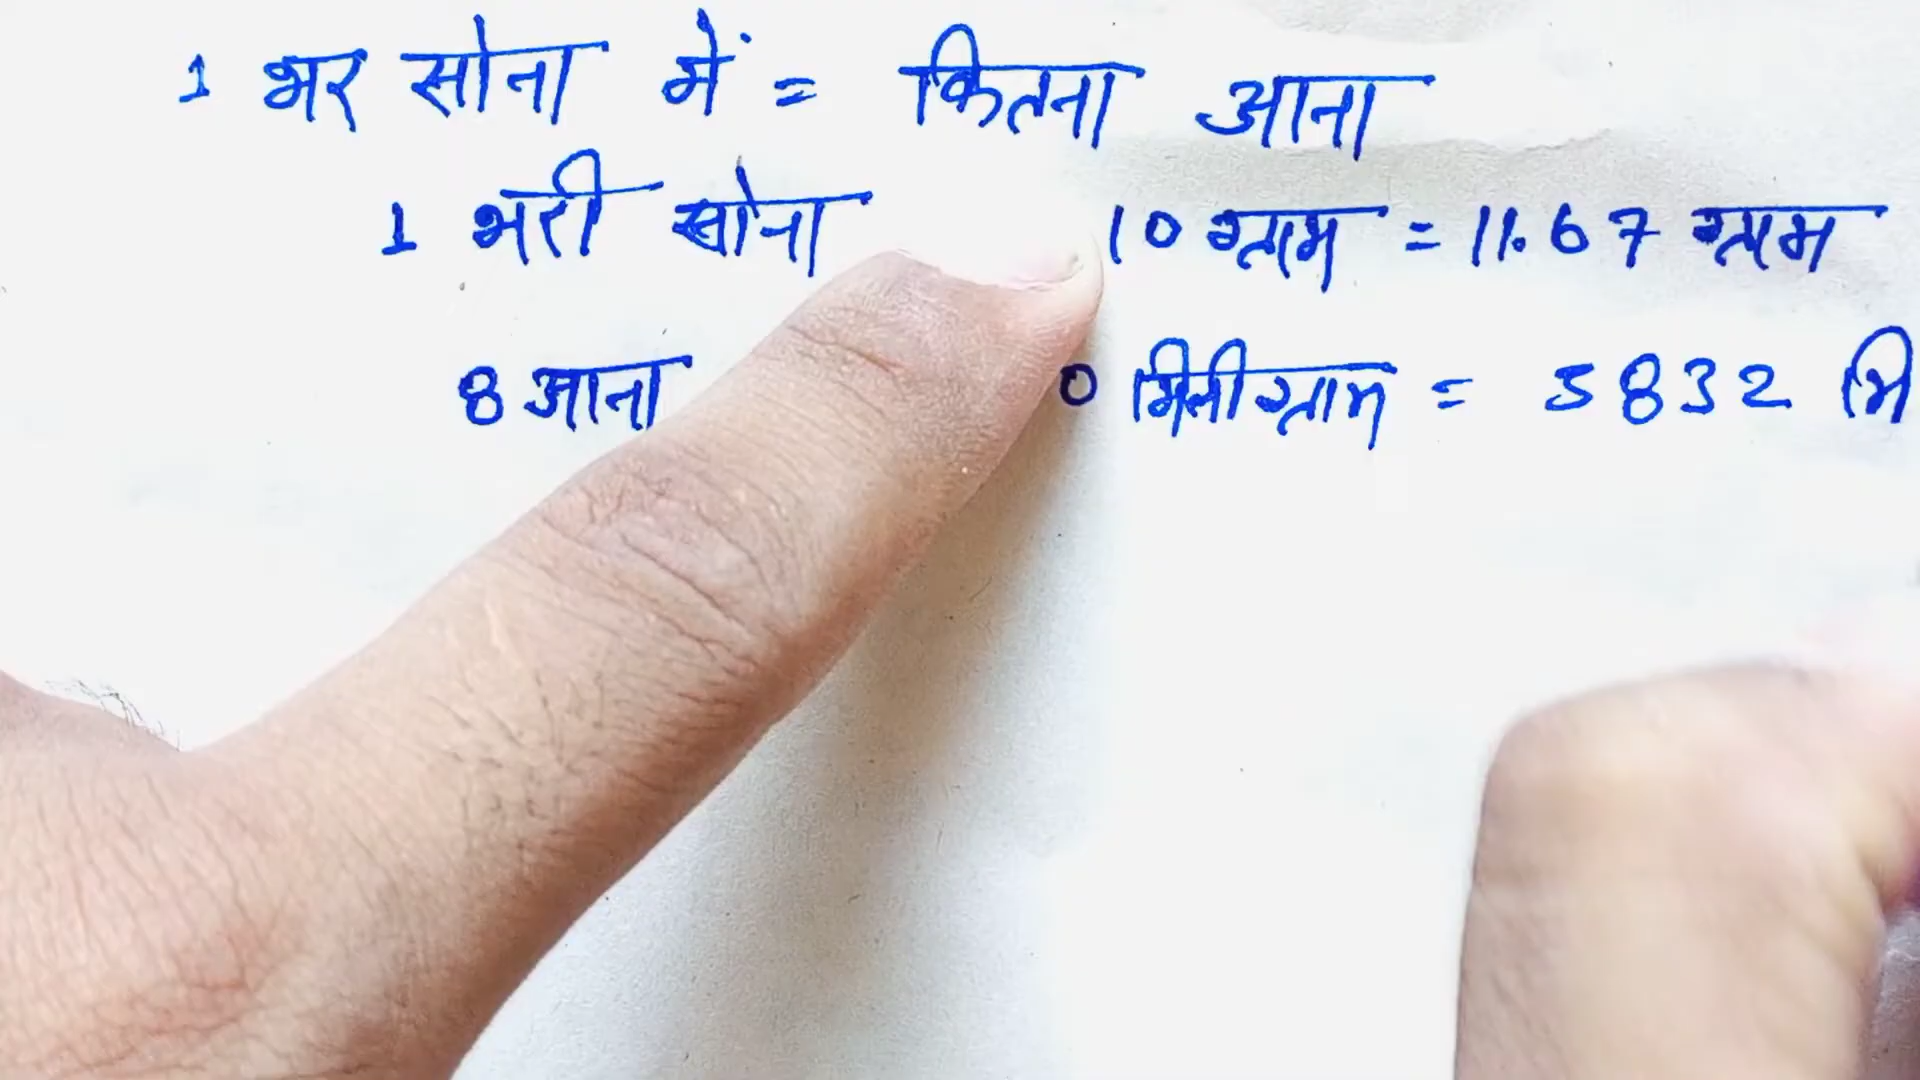 1 भर सोना में = कितना आना
1 भरी सोना 10 ग्राम = 11.67 ग्राम
8 आना 0 मिलीग्राम = 5832 मि